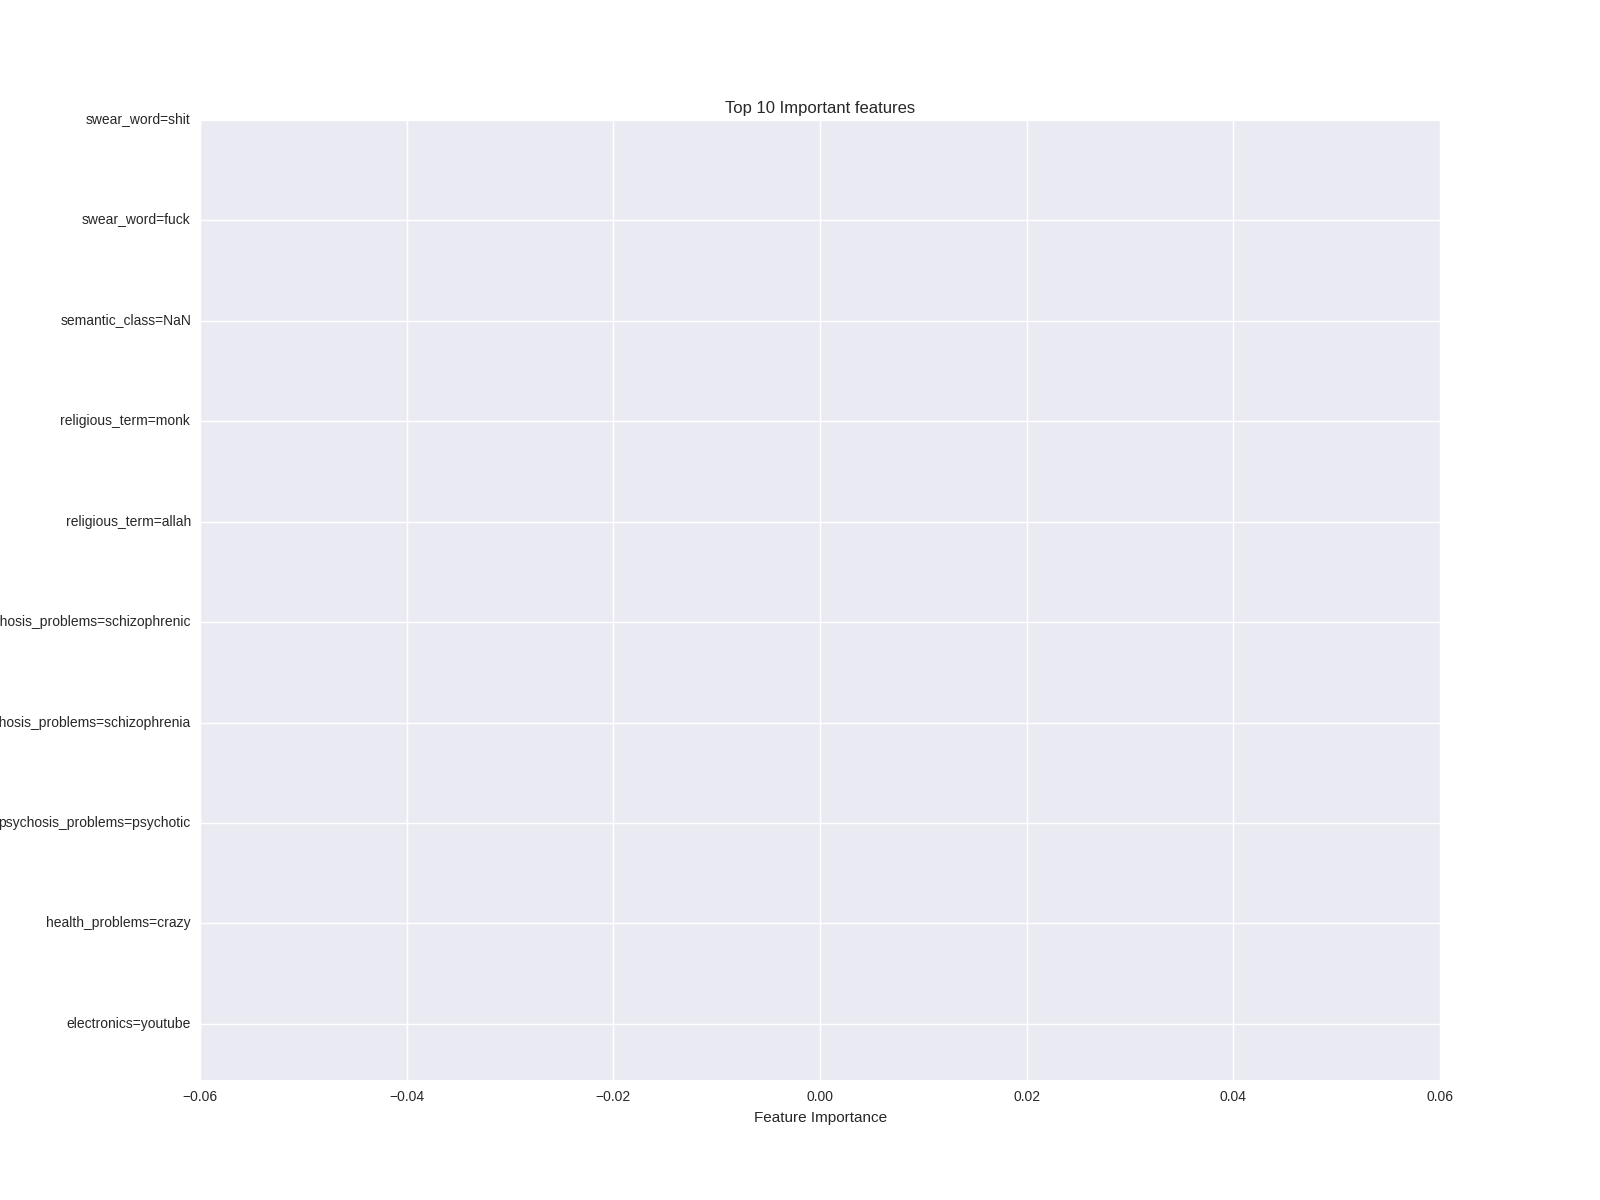 Top 10 Important features
swear_word=shit
swear_word=fuck
semantic_class=NaN
religious_term=monk
religious_term=allah
hosis_problems=schizophrenic
hosis_problems=schizophrenia
psychosis_problems=psychotic
health_problems=crazy
electronics=youtube
−0.06 −0.04 −0.02 0.00 0.02 0.04 0.06
Feature Importance